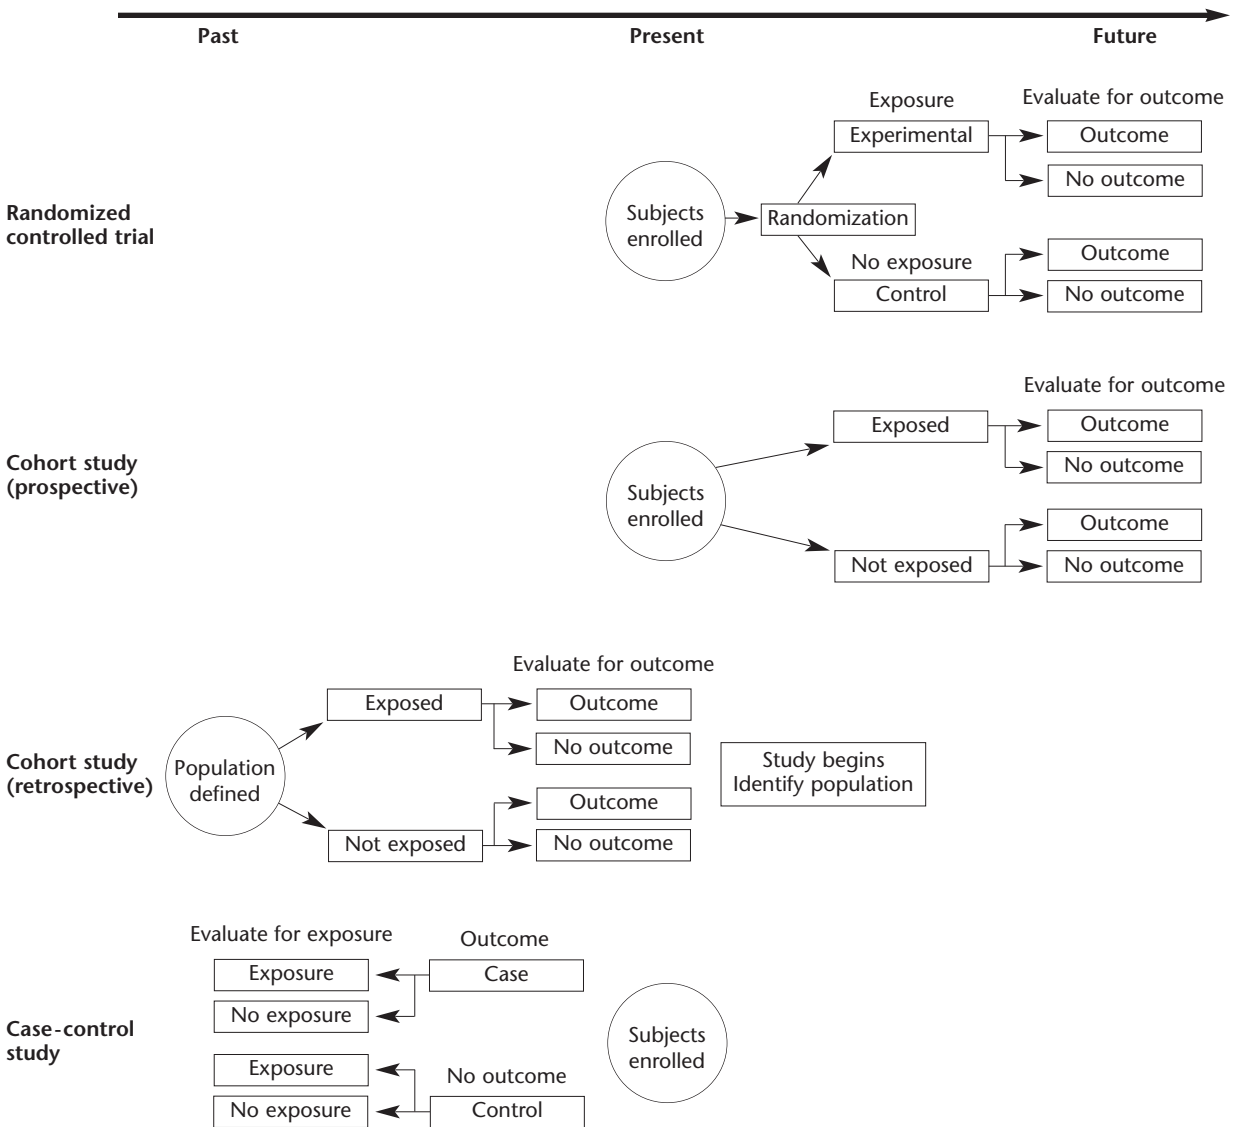 Past
Present
Future
Randomized
controlled trial
Subjects
enrolled
Randomization
Exposure
Experimental
No exposure
Control
Evaluate for outcome
Outcome
No outcome
Outcome
No outcome
Cohort study
(prospective)
Subjects
enrolled
Exposed
Not exposed
Evaluate for outcome
Outcome
No outcome
Outcome
No outcome
Cohort study
(retrospective)
Population
defined
Exposed
Not exposed
Evaluate for outcome
Outcome
No outcome
Outcome
No outcome
Study begins
Identify population
Case-control
study
Evaluate for exposure
Exposure
No exposure
Exposure
No exposure
Outcome
Case
No outcome
Control
Subjects
enrolled